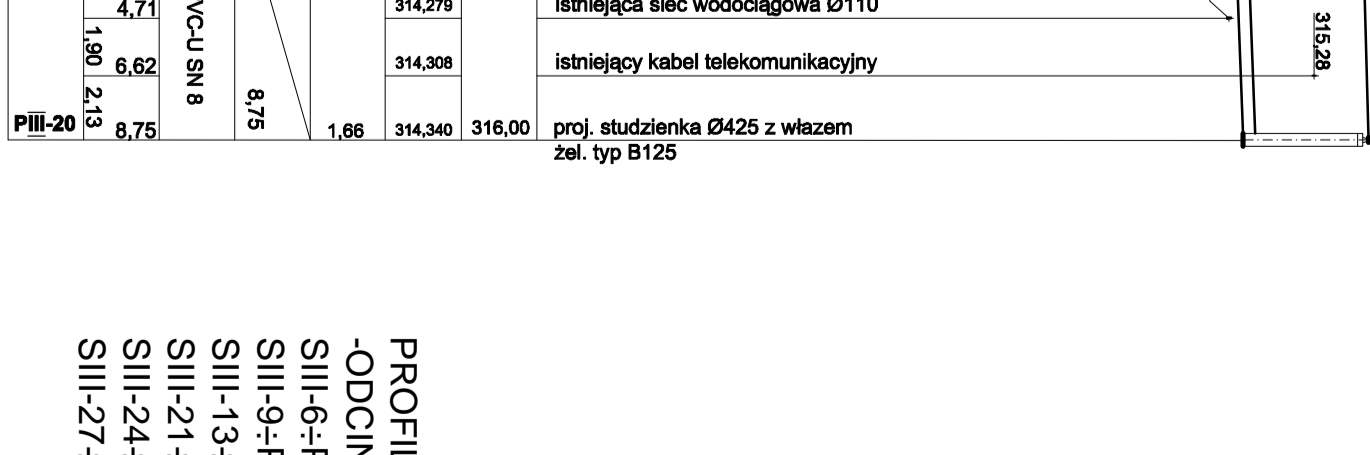 4,71 314,279 istniejąca sieć wodociągowa Ø110
1,90 6,62 314,308 istniejący kabel telekomunikacyjny
315,28
VC-U SN 8
PIII-20 2,13 8,75 8,75 1,66 314,340 316,00 proj. studzienka Ø425 z włazem
żel. typ B125
PROFIL
-ODCIN
SIII-6÷P
SIII-9÷P
SIII-13÷
SIII-21÷
SIII-24÷
SIII-27÷